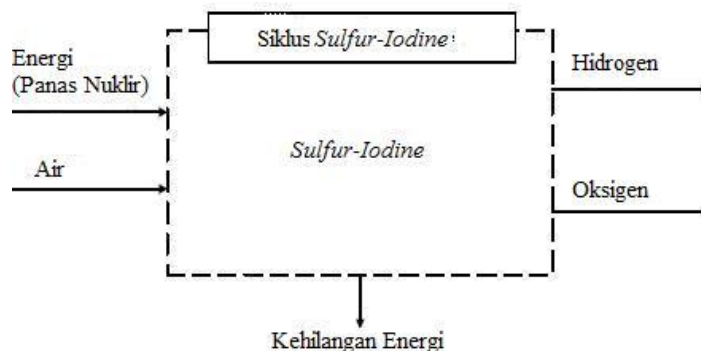 Siklus Sulfur-Iodine
Energi
(Panas Nuklir)
Hidrogen
Sulfur-Iodine
Air
Oksigen
Kehilangan Energi